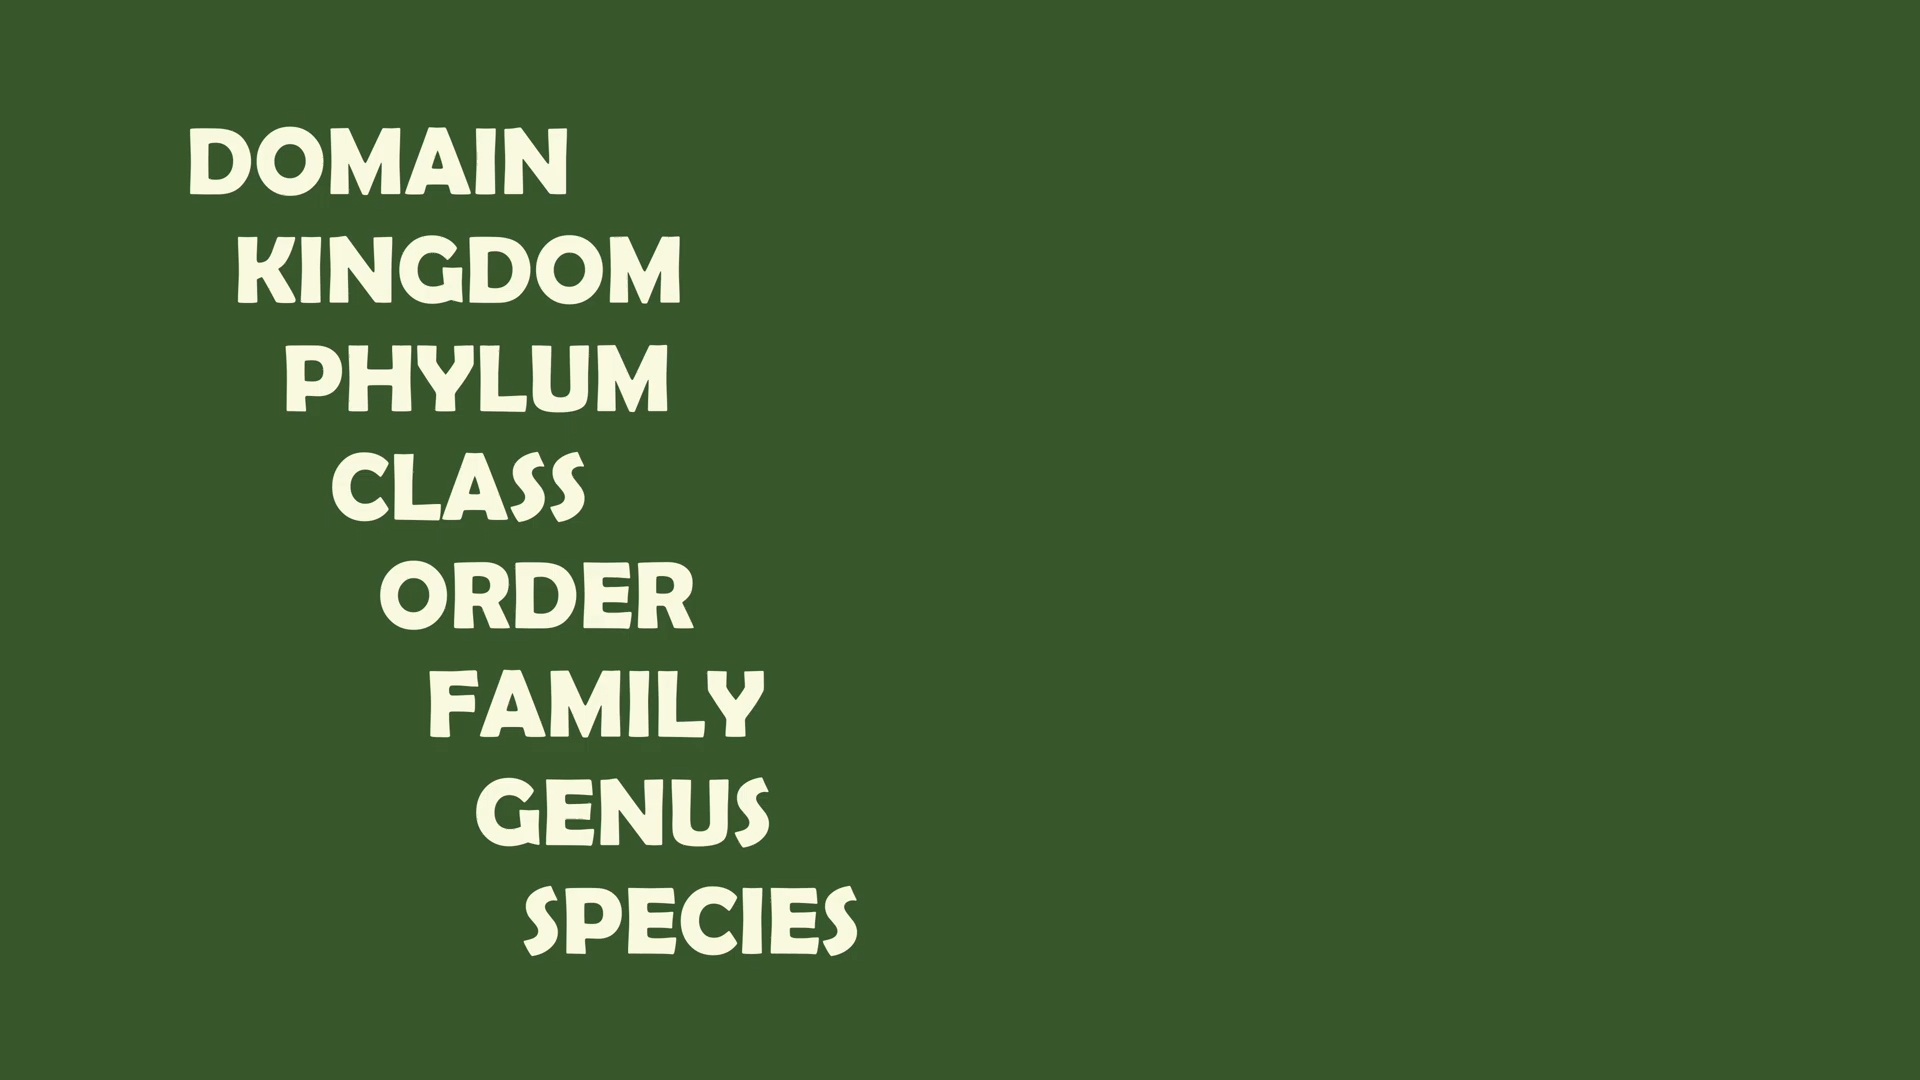 DOMAIN
KINGDOM
PHYLUM
CLASS
ORDER
FAMILY
GENUS
SPECIES